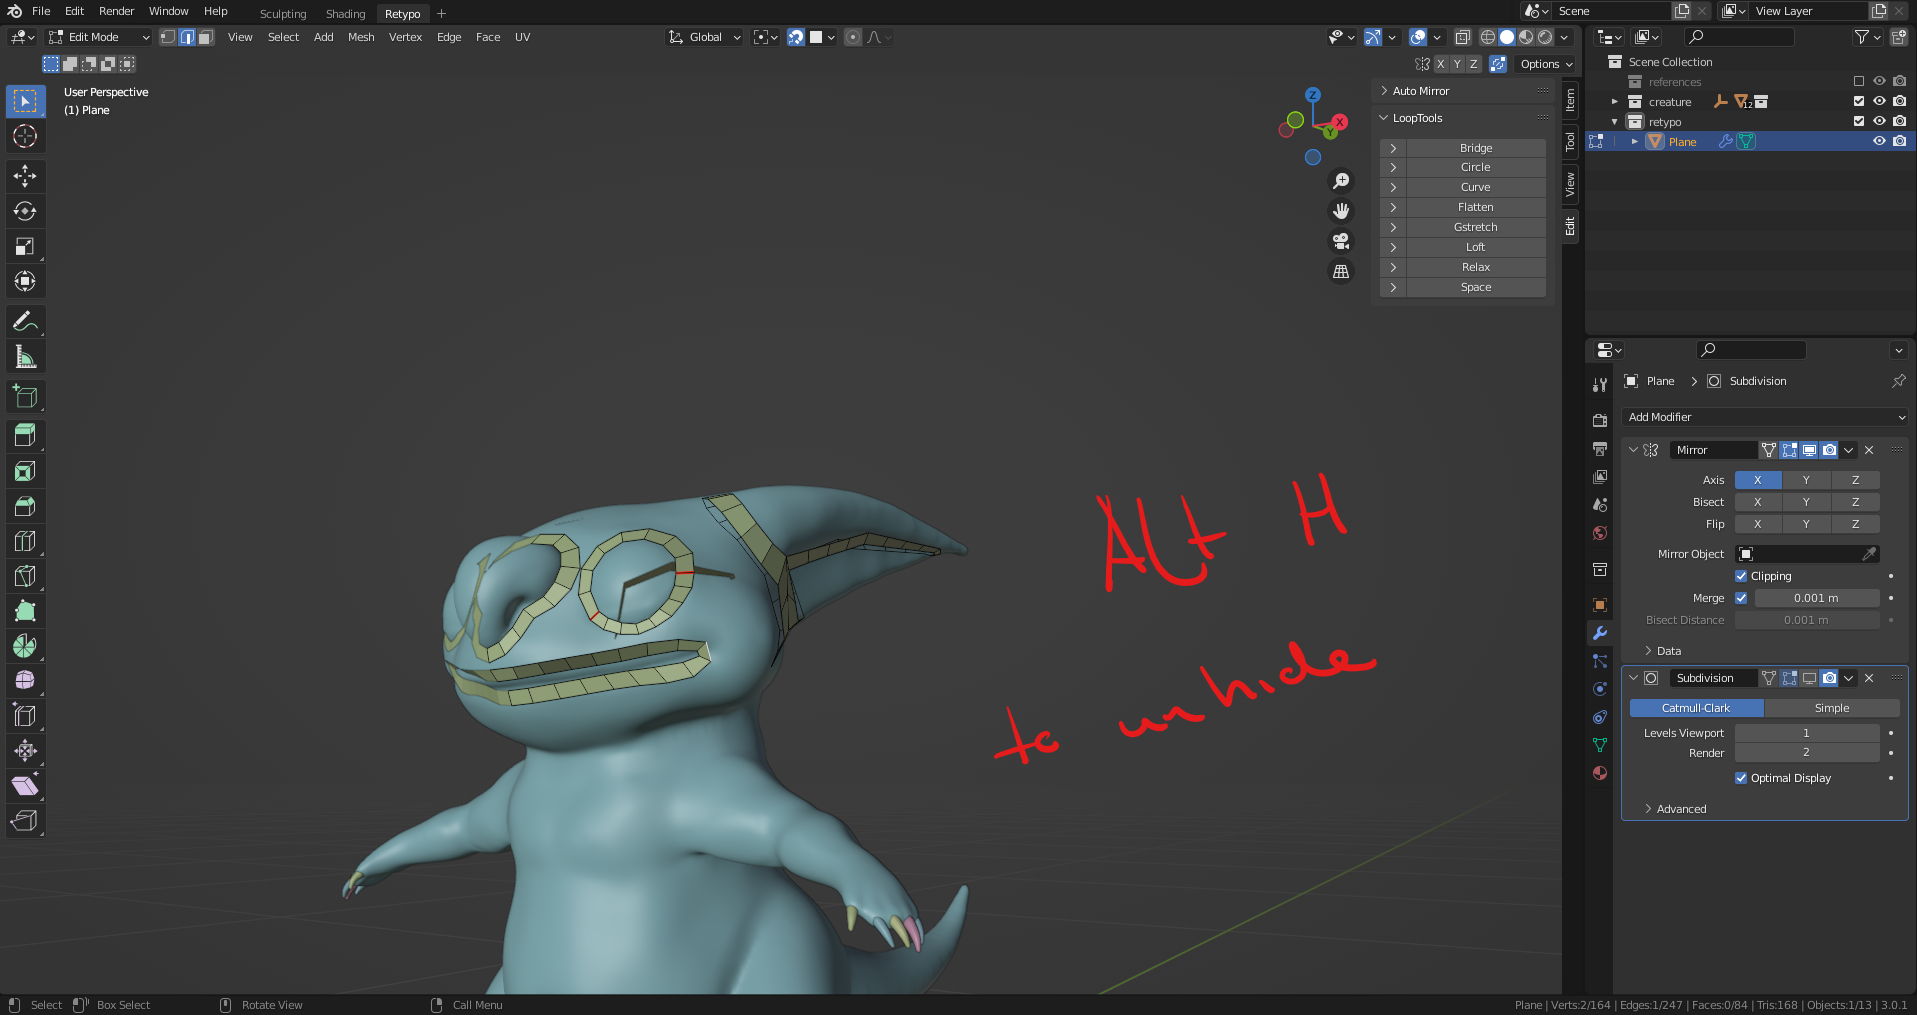 File Edit Render Window Help Sculpting Shading Retypo + Scene View Layer
Edit Mode View Select Add Mesh Vertex Edge Face UV Global
X Y Z Options
User Perspective
(1) Plane
Auto Mirror
LoopTools
Bridge
Circle
Curve
Flatten
Gstretch
Loft
Relax
Space
Item
Tool
View
Edit
Z
X
Y
Alt H
to unhide
Scene Collection
references
creature 12
retypo
Plane
Plane > Subdivision
Add Modifier
Mirror
Axis X Y Z
Bisect X Y Z
Flip X Y Z
Mirror Object
Clipping
Merge 0.001 m
Bisect Distance 0.001 m
Data
Subdivision
Catmull-Clark Simple
Levels Viewport 1
Render 2
Optimal Display
Advanced
Select Box Select Rotate View Call Menu Plane | Verts:2/164 | Edges:1/247 | Faces:0/84 | Tris:168 | Objects:1/13 | 3.0.1